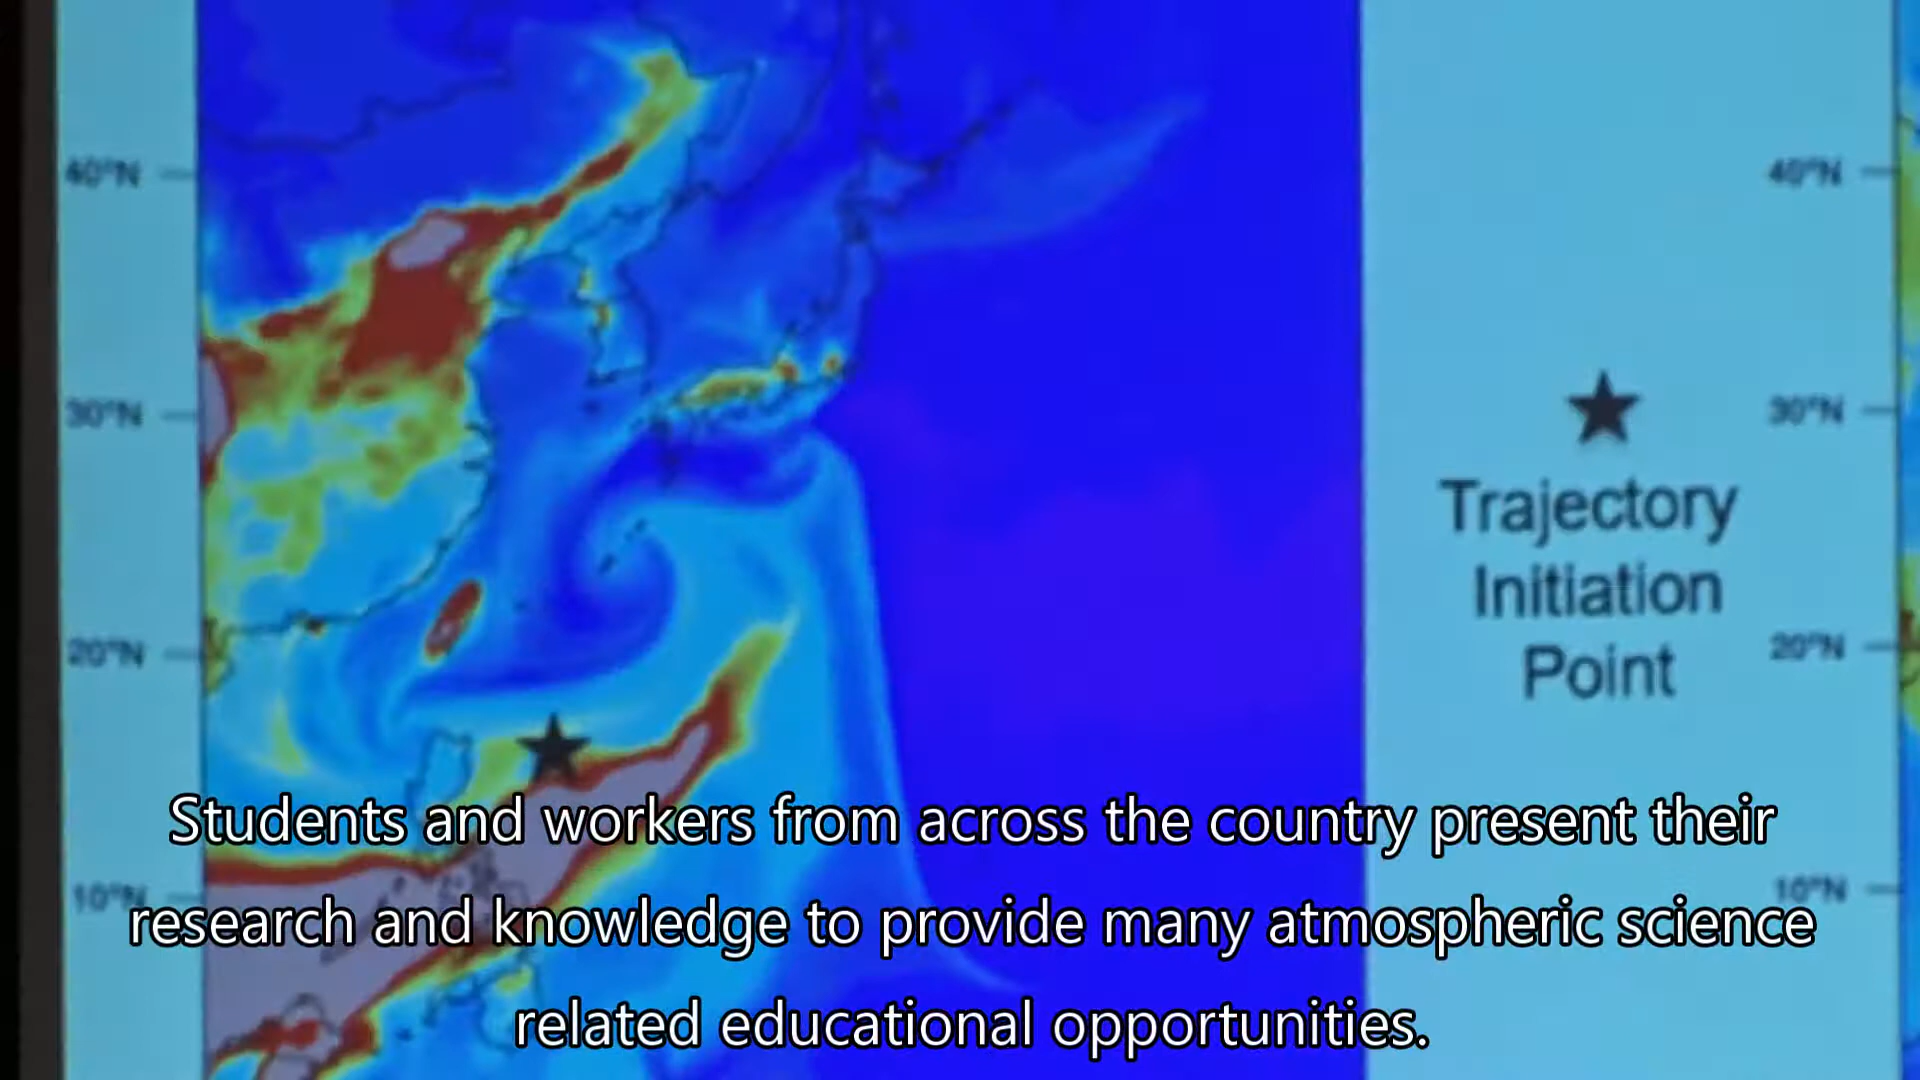 40°N
30°N
20°N
10°N
Trajectory
Initiation
Point
40°N
30°N
20°N
10°N
Students and workers from across the country present their
research and knowledge to provide many atmospheric science
related educational opportunities.